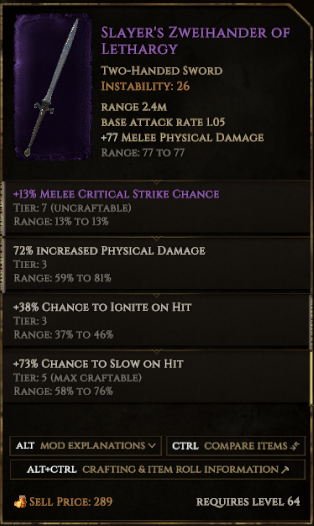 Slayer's Zweihander of
Lethargy
Two-Handed Sword
Instability: 26
Range 2.4m
Base Attack Rate 1.05
+77 Melee Physical Damage
Range: 77 to 77
+13% Melee Critical Strike Chance
Tier: 7 (Uncraftable)
Range: 13% to 13%
72% increased Physical Damage
Tier: 3
Range: 59% to 81%
+38% Chance to Ignite on Hit
Tier: 3
Range: 37% to 46%
+73% Chance to Slow on Hit
Tier: 5 (Max Craftable)
Range: 58% to 76%
ALT Mod Explanations CTRL Compare Items
ALT+CTRL Crafting & Item Roll Information
Sell Price: 289 Requires Level 64